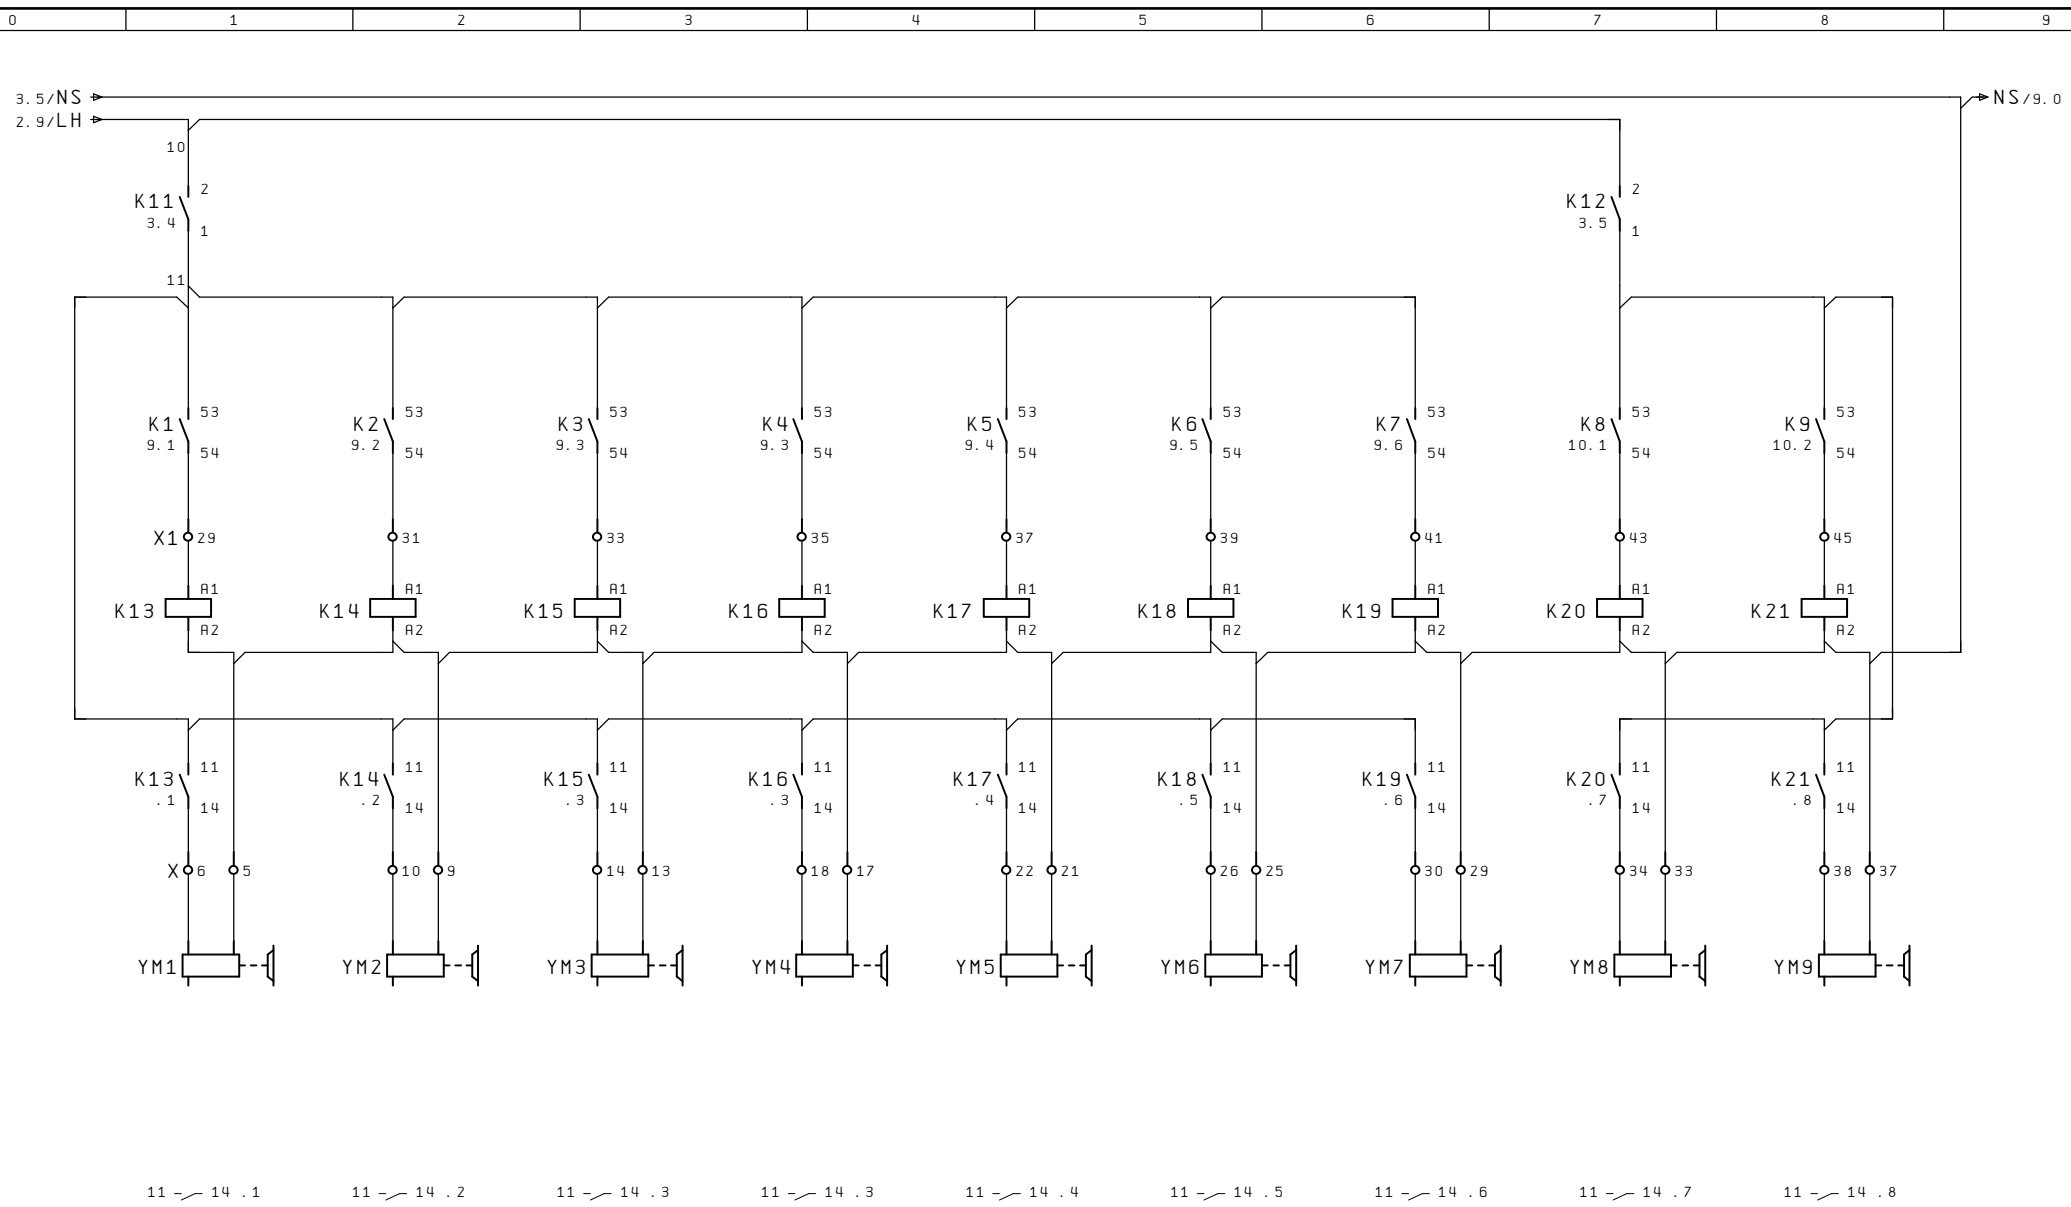 0 1 2 3 4 5 6 7 8 9
3.5/NS NS/9.0
2.9/LH
10
2 2
K11 K12
3.4 3.5
1 1
11
53 53 53 53 53 53 53 53 53
K1 K2 K3 K4 K5 K6 K7 K8 K9
9.1 9.2 9.3 9.3 9.4 9.5 9.6 10.1 10.2
54 54 54 54 54 54 54 54 54
X1 29 31 33 35 37 39 41 43 45
A1 A1 A1 A1 A1 A1 A1 A1 A1
K13 K14 K15 K16 K17 K18 K19 K20 K21
A2 A2 A2 A2 A2 A2 A2 A2 A2
11 11 11 11 11 11 11 11 11
K13 K14 K15 K16 K17 K18 K19 K20 K21
.1 .2 .3 .3 .4 .5 .6 .7 .8
14 14 14 14 14 14 14 14 14
X 6 5 10 9 14 13 18 17 22 21 26 25 30 29 34 33 38 37
YM1 YM2 YM3 YM4 YM5 YM6 YM7 YM8 YM9
11 14 .1 11 14 .2 11 14 .3 11 14 .3 11 14 .4 11 14 .5 11 14 .6 11 14 .7 11 14 .8